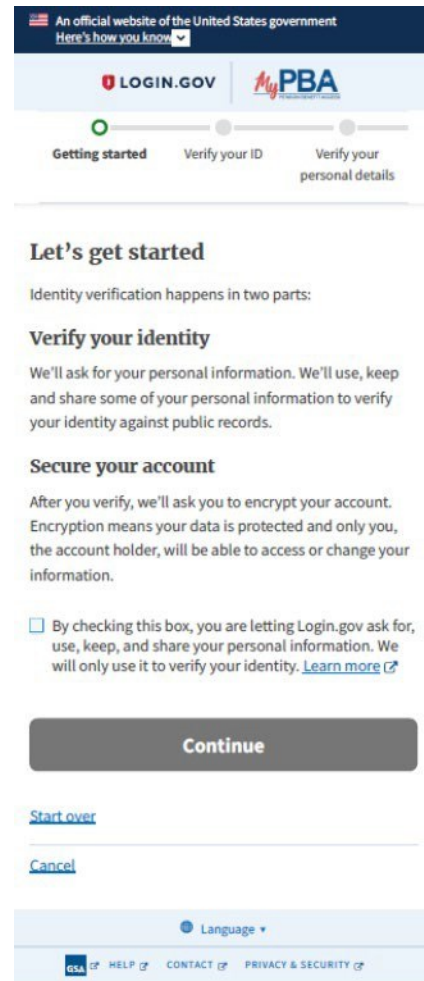 An official website of the United States government
Here's how you know
LOGIN.GOV
MyPBA
Getting started
Verify your ID
Verify your
personal details
Let's get started
Identity verification happens in two parts:
Verify your identity
We'll ask for your personal information. We'll use, keep
and share some of your personal information to verify
your identity against public records.
Secure your account
After you verify, we'll ask you to encrypt your account.
Encryption means your data is protected and only you,
the account holder, will be able to access or change your
information.
By checking this box, you are letting Login.gov ask for,
use, keep, and share your personal information. We
will only use it to verify your identity. Learn more
Continue
Start over
Cancel
Language
GSA HELP CONTACT PRIVACY & SECURITY